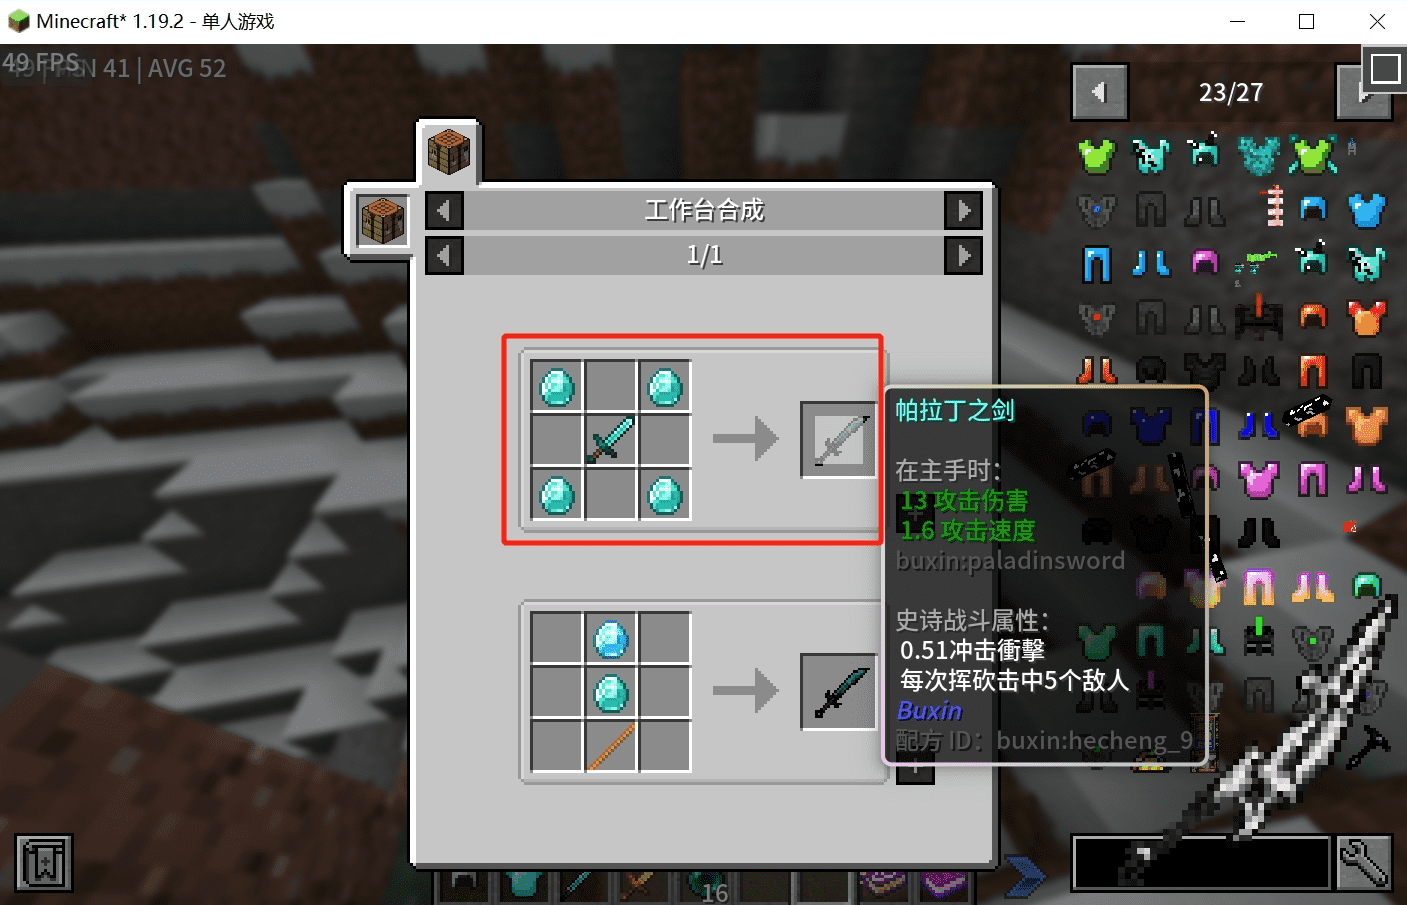 Minecraft* 1.19.2 - 单人游戏
49 FPS
41 | AVG 52
23/27
工作台合成
1/1
帕拉丁之剑
在主手时：
13 攻击伤害
1.6 攻击速度
buxin:paladinsword
史诗战斗属性：
0.51冲击衝擊
每次挥砍击中5个敌人
Buxin
配方 ID：buxin:hecheng_9
16